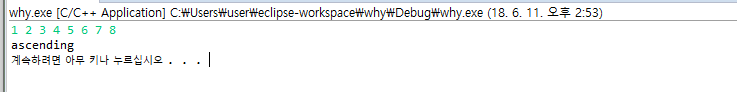 why.exe [C/C++ Application] C:₩Users₩user₩eclipse-workspace₩why₩Debug₩why.exe (18. 6. 11. 오후 2:53)
1 2 3 4 5 6 7 8
ascending
계속하려면 아무 키나 누르십시오 . . .